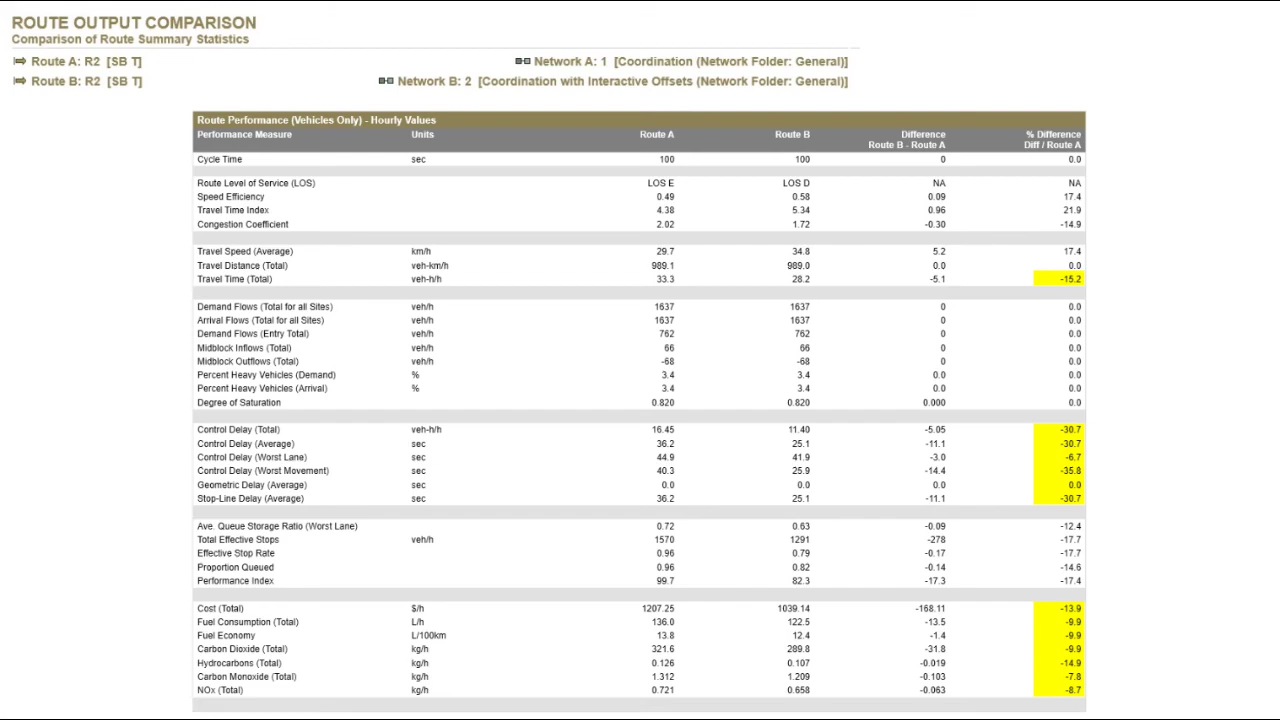 ROUTE OUTPUT COMPARISON
Comparison of Route Summary Statistics
Route A: R2 [SB T] Network A: 1 [Coordination (Network Folder: General)]
Route B: R2 [SB T] Network B: 2 [Coordination with Interactive Offsets (Network Folder: General)]
Route Performance (Vehicles Only) - Hourly Values
Performance Measure Units Route A Route B Difference % Difference
Route B - Route A Diff / Route A
Cycle Time sec 100 100 0 0.0
Route Level of Service (LOS) LOS E LOS D NA NA
Speed Efficiency 0.49 0.58 0.09 17.4
Travel Time Index 4.38 5.34 0.96 21.9
Congestion Coefficient 2.02 1.72 -0.30 -14.9
Travel Speed (Average) km/h 29.7 34.8 5.2 17.4
Travel Distance (Total) veh-km/h 989.1 989.0 0.0 0.0
Travel Time (Total) veh-h/h 33.3 28.2 -5.1 -15.2
Demand Flows (Total for all Sites) veh/h 1637 1637 0 0.0
Arrival Flows (Total for all Sites) veh/h 1637 1637 0 0.0
Demand Flows (Entry Total) veh/h 762 762 0 0.0
Midblock Inflows (Total) veh/h 66 66 0 0.0
Midblock Outflows (Total) veh/h -68 -68 0 0.0
Percent Heavy Vehicles (Demand) % 3.4 3.4 0.0 0.0
Percent Heavy Vehicles (Arrival) % 3.4 3.4 0.0 0.0
Degree of Saturation 0.820 0.820 0.000 0.0
Control Delay (Total) veh-h/h 16.45 11.40 -5.05 -30.7
Control Delay (Average) sec 36.2 25.1 -11.1 -30.7
Control Delay (Worst Lane) sec 44.9 41.9 -3.0 -6.7
Control Delay (Worst Movement) sec 40.3 25.9 -14.4 -35.8
Geometric Delay (Average) sec 0.0 0.0 0.0 0.0
Stop-Line Delay (Average) sec 36.2 25.1 -11.1 -30.7
Ave. Queue Storage Ratio (Worst Lane) 0.72 0.63 -0.09 -12.4
Total Effective Stops veh/h 1570 1291 -278 -17.7
Effective Stop Rate 0.96 0.79 -0.17 -17.7
Proportion Queued 0.96 0.82 -0.14 -14.6
Performance Index 99.7 82.3 -17.3 -17.4
Cost (Total) $/h 1207.25 1039.14 -168.11 -13.9
Fuel Consumption (Total) L/h 136.0 122.5 -13.5 -9.9
Fuel Economy L/100km 13.8 12.4 -1.4 -9.9
Carbon Dioxide (Total) kg/h 321.6 289.8 -31.8 -9.9
Hydrocarbons (Total) kg/h 0.126 0.107 -0.019 -14.9
Carbon Monoxide (Total) kg/h 1.312 1.209 -0.103 -7.8
NOx (Total) kg/h 0.721 0.658 -0.063 -8.7